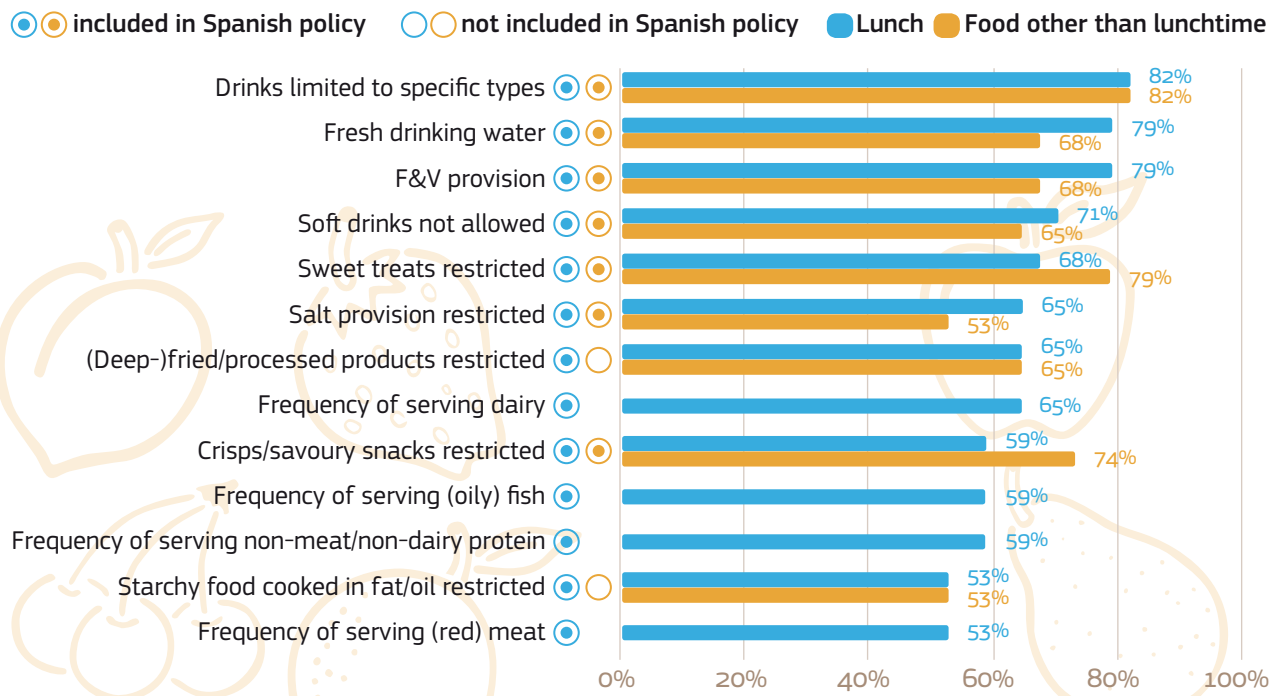 included in Spanish policy not included in Spanish policy Lunch Food other than lunchtime
Drinks limited to specific types 82% 82%
Fresh drinking water 79% 68%
F&V provision 79% 68%
Soft drinks not allowed 71% 65%
Sweet treats restricted 68% 79%
Salt provision restricted 65% 53%
(Deep-)fried/processed products restricted 65% 65%
Frequency of serving dairy 65%
Crisps/savoury snacks restricted 59% 74%
Frequency of serving (oily) fish 59%
Frequency of serving non-meat/non-dairy protein 59%
Starchy food cooked in fat/oil restricted 53% 53%
Frequency of serving (red) meat 53%
0% 20% 40% 60% 80% 100%